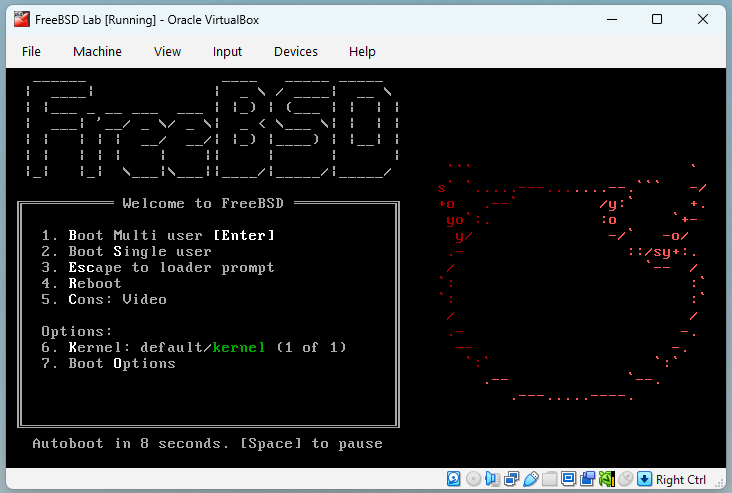 FreeBSD Lab [Running] - Oracle VirtualBox
File Machine View Input Devices Help
FreeBSD
Welcome to FreeBSD
1. Boot Multi user [Enter]
2. Boot Single user
3. Escape to loader prompt
4. Reboot
5. Cons: Video
Options:
6. Kernel: default/kernel (1 of 1)
7. Boot Options
Autoboot in 8 seconds. [Space] to pause
Right Ctrl